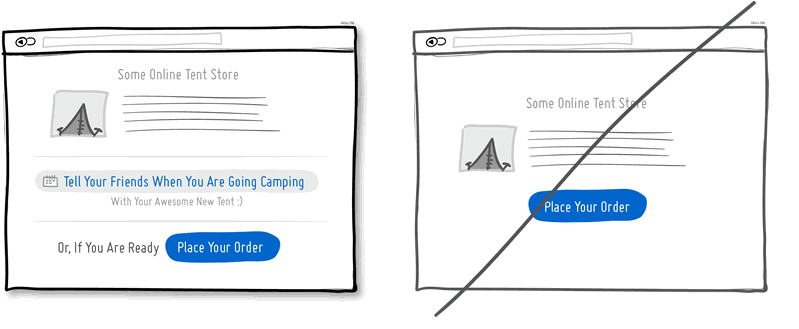 Some Online Tent Store
Tell Your Friends When You Are Going Camping
With Your Awesome New Tent :)
Or, If You Are Ready
Place Your Order
Some Online Tent Store
Place Your Order